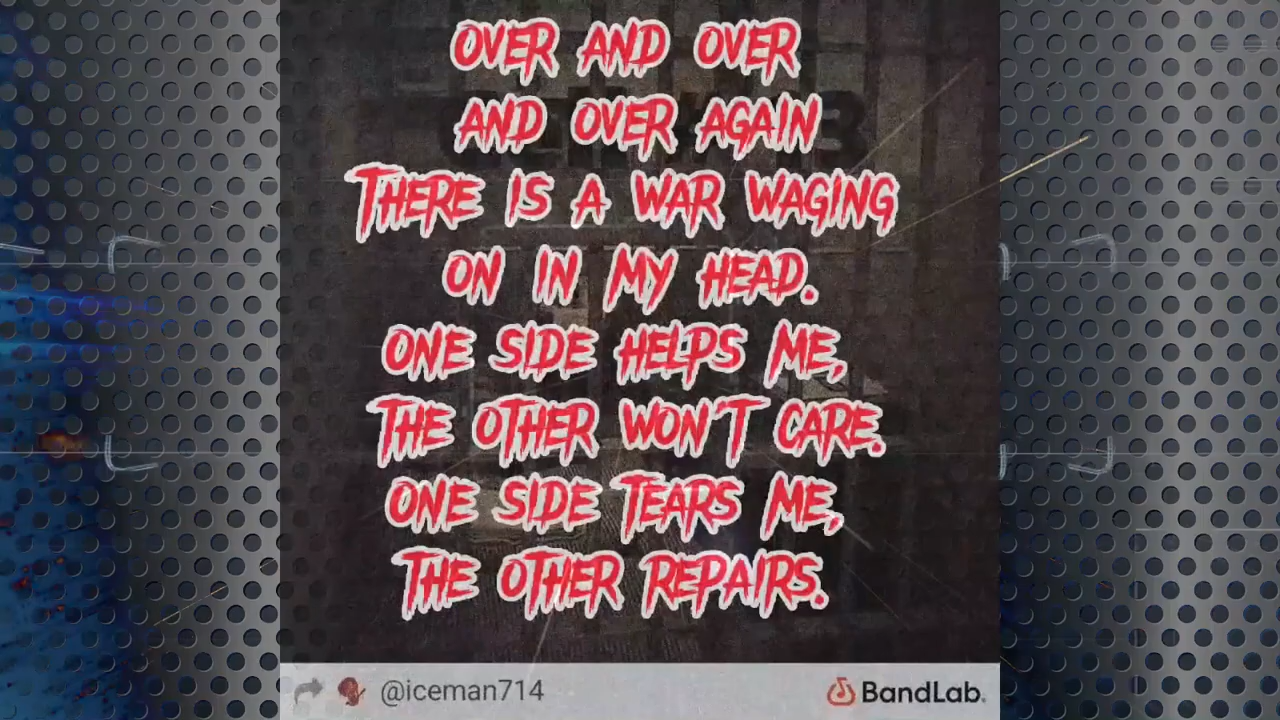 OVER AND OVER
AND OVER AGAIN
THERE IS A WAR WAGING
ON IN MY HEAD.
ONE SIDE HELPS ME,
THE OTHER WON'T CARE.
ONE SIDE TEARS ME,
THE OTHER REPAIRS.
@iceman714
BandLab